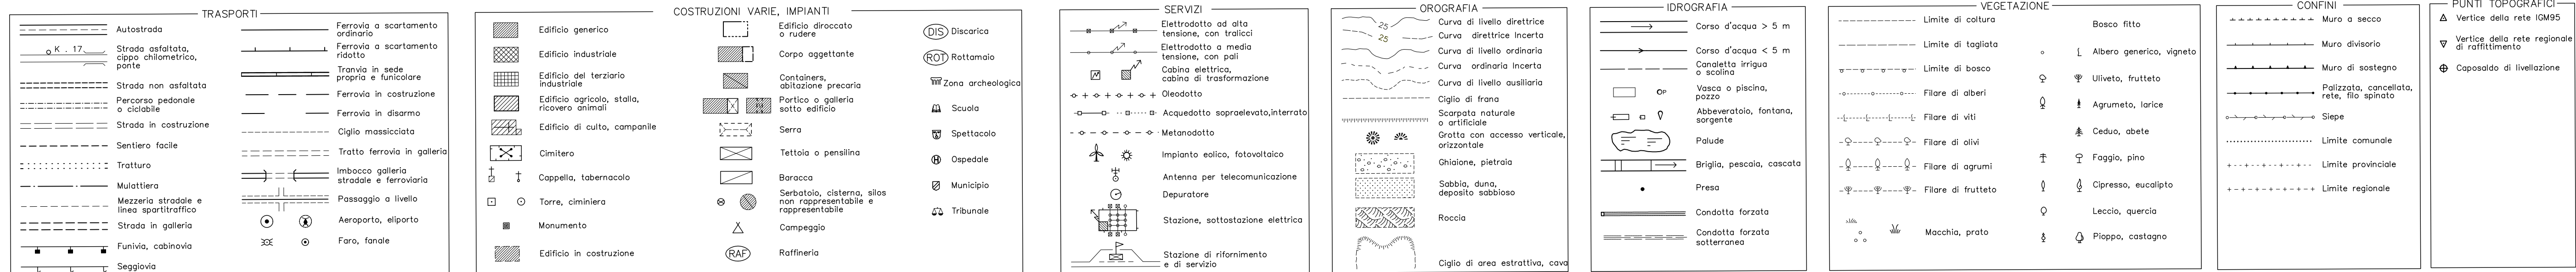 TRASPORTI
Autostrada
K . 17
Strada asfaltata,
cippo chilometrico,
ponte
Strada non asfaltata
Percorso pedonale
o ciclabile
Strada in costruzione
Sentiero facile
Tratturo
Mulattiera
Mezzeria stradale e
linea spartitraffico
Strada in galleria
Funivia, cabinovia
Seggiovia
Ferrovia a scartamento
ordinario
Ferrovia a scartamento
ridotto
Tranvia in sede
propria e funicolare
Ferrovia in costruzione
Ferrovia in disarmo
Ciglio massicciata
Tratto ferrovia in galleria
Imbocco galleria
stradale e ferroviaria
Passaggio a livello
Aeroporto, eliporto
Faro, fanale
COSTRUZIONI VARIE, IMPIANTI
Edificio generico
Edificio industriale
Edificio del terziario
industriale
Edificio agricolo, stalla,
ricovero animali
Edificio di culto, campanile
Cimitero
Cappella, tabernacolo
Torre, ciminiera
Monumento
Edificio in costruzione
Edificio diroccato
o rudere
Corpo aggettante
Containers,
abitazione precaria
Portico o galleria
sotto edificio
Serra
Tettoia o pensilina
Baracca
Serbatoio, cisterna, silos
non rappresentabile e
rappresentabile
Campeggio
RAF
Raffineria
DIS
Discarica
ROT
Rottamaio
Zona archeologica
Scuola
Spettacolo
H
Ospedale
Municipio
Tribunale
SERVIZI
Elettrodotto ad alta
tensione, con tralicci
Elettrodotto a media
tensione, con pali
Cabina elettrica,
cabina di trasformazione
Oleodotto
Acquedotto sopraelevato,interrato
Metanodotto
Impianto eolico, fotovoltaico
Antenna per telecomunicazione
Depuratore
Stazione, sottostazione elettrica
Stazione di rifornimento
e di servizio
OROGRAFIA
25
Curva di livello direttrice
25
Curva direttrice Incerta
Curva di livello ordinaria
Curva ordinaria Incerta
Curva di livello ausiliaria
Ciglio di frana
Scarpata naturale
o artificiale
Grotta con accesso verticale,
orizzontale
Ghiaione, pietraia
Sabbia, duna,
deposito sabbioso
Roccia
Ciglio di area estrattiva, cava
IDROGRAFIA
Corso d'acqua > 5 m
Corso d'acqua < 5 m
Canaletta irrigua
o scolina
Vasca o piscina,
pozzo
Abbeveratoio, fontana,
sorgente
Palude
Briglia, pescaia, cascata
Presa
Condotta forzata
Condotta forzata
sotterranea
VEGETAZIONE
Limite di coltura
Limite di tagliata
Limite di bosco
Filare di alberi
Filare di viti
Filare di olivi
Filare di agrumi
Filare di frutteto
Macchia, prato
Bosco fitto
Albero generico, vigneto
Uliveto, frutteto
Agrumeto, larice
Ceduo, abete
Faggio, pino
Cipresso, eucalipto
Leccio, quercia
Pioppo, castagno
CONFINI
Muro a secco
Muro divisorio
Muro di sostegno
Palizzata, cancellata,
rete, filo spinato
Siepe
Limite comunale
Limite provinciale
Limite regionale
PUNTI TOPOGRAFICI
Vertice della rete IGM95
Vertice della rete regionale
di raffittimento
Caposaldo di livellazione